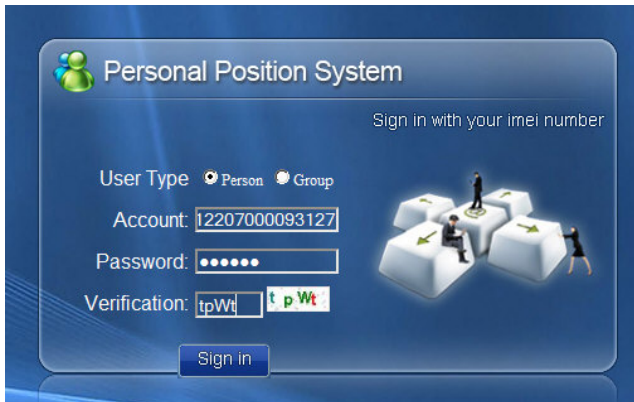 Personal Position System
Sign in with your imei number
User Type Person Group
Account: 12207000093127
Password: ••••••
Verification: tpWt t p Wt
Sign in